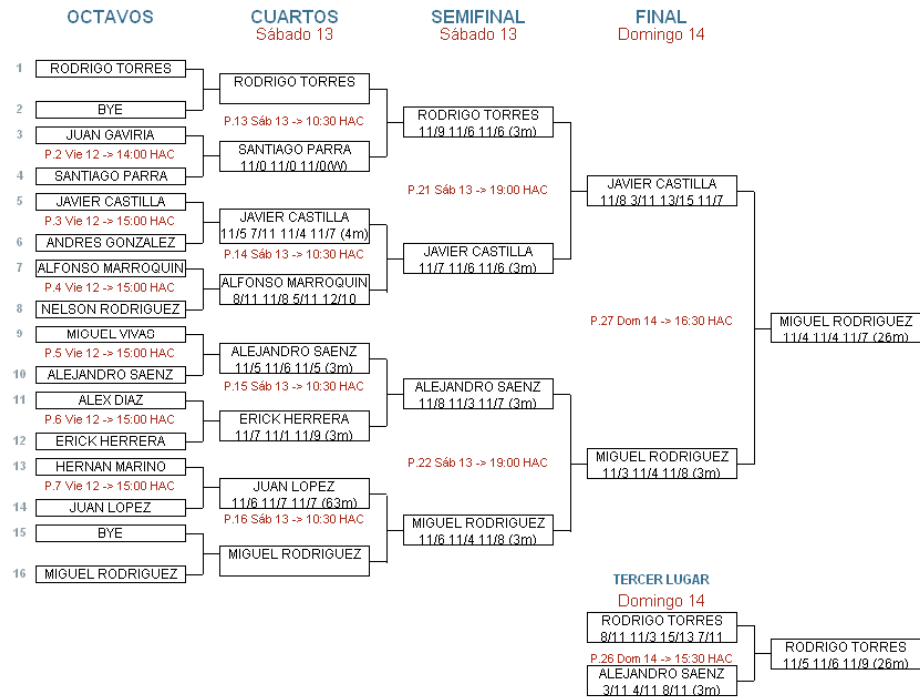 OCTAVOS
CUARTOS
Sábado 13
SEMIFINAL
Sábado 13
FINAL
Domingo 14
1
RODRIGO TORRES
2
BYE
3
JUAN GAVIRIA
P.2 Vie 12 -> 14:00 HAC
4
SANTIAGO PARRA
5
JAVIER CASTILLA
P.3 Vie 12 -> 15:00 HAC
6
ANDRES GONZALEZ
7
ALFONSO MARROQUIN
P.4 Vie 12 -> 15:00 HAC
8
NELSON RODRIGUEZ
9
MIGUEL VIVAS
P.5 Vie 12 -> 15:00 HAC
10
ALEJANDRO SAENZ
11
ALEX DIAZ
P.6 Vie 12 -> 15:00 HAC
12
ERICK HERRERA
13
HERNAN MARINO
P.7 Vie 12 -> 15:00 HAC
14
JUAN LOPEZ
15
BYE
16
MIGUEL RODRIGUEZ
RODRIGO TORRES
P.13 Sáb 13 -> 10:30 HAC
SANTIAGO PARRA
11/0 11/0 11/0(W)
JAVIER CASTILLA
11/5 7/11 11/4 11/7 (4m)
P.14 Sáb 13 -> 10:30 HAC
ALFONSO MARROQUIN
8/11 11/8 5/11 12/10
ALEJANDRO SAENZ
11/5 11/6 11/5 (3m)
P.15 Sáb 13 -> 10:30 HAC
ERICK HERRERA
11/7 11/1 11/9 (3m)
JUAN LOPEZ
11/6 11/7 11/7 (63m)
P.16 Sáb 13 -> 10:30 HAC
MIGUEL RODRIGUEZ
RODRIGO TORRES
11/9 11/6 11/6 (3m)
P.21 Sáb 13 -> 19:00 HAC
JAVIER CASTILLA
11/7 11/6 11/6 (3m)
ALEJANDRO SAENZ
11/8 11/3 11/7 (3m)
P.22 Sáb 13 -> 19:00 HAC
MIGUEL RODRIGUEZ
11/6 11/4 11/8 (3m)
JAVIER CASTILLA
11/8 3/11 13/15 11/7
P.27 Dom 14 -> 16:30 HAC
MIGUEL RODRIGUEZ
11/3 11/4 11/8 (3m)
MIGUEL RODRIGUEZ
11/4 11/4 11/7 (26m)
TERCER LUGAR
Domingo 14
RODRIGO TORRES
8/11 11/3 15/13 7/11
P.26 Dom 14 -> 15:30 HAC
ALEJANDRO SAENZ
3/11 4/11 8/11 (3m)
RODRIGO TORRES
11/5 11/6 11/9 (26m)